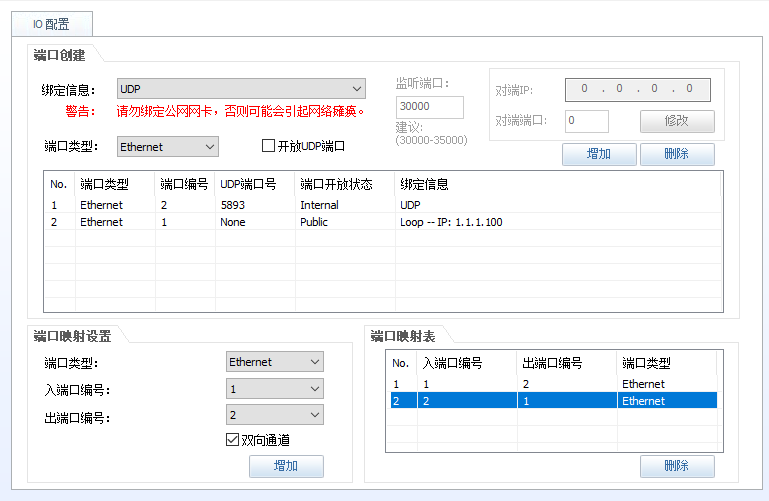 IO 配置
端口创建
绑定信息： UDP
警告： 请勿绑定公网网卡，否则可能会引起网络瘫痪。
端口类型： Ethernet 开放UDP端口
监听端口：
30000
建议:
(30000-35000)
对端IP: 0 . 0 . 0 . 0
对端端口: 0 修改
增加 删除
No. 端口类型 端口编号 UDP端口号 端口开放状态 绑定信息
1 Ethernet 2 5893 Internal UDP
2 Ethernet 1 None Public Loop -- IP: 1.1.1.100
端口映射设置
端口类型： Ethernet
入端口编号： 1
出端口编号： 2
双向通道
增加
端口映射表
No. 入端口编号 出端口编号 端口类型
1 1 2 Ethernet
2 2 1 Ethernet
删除